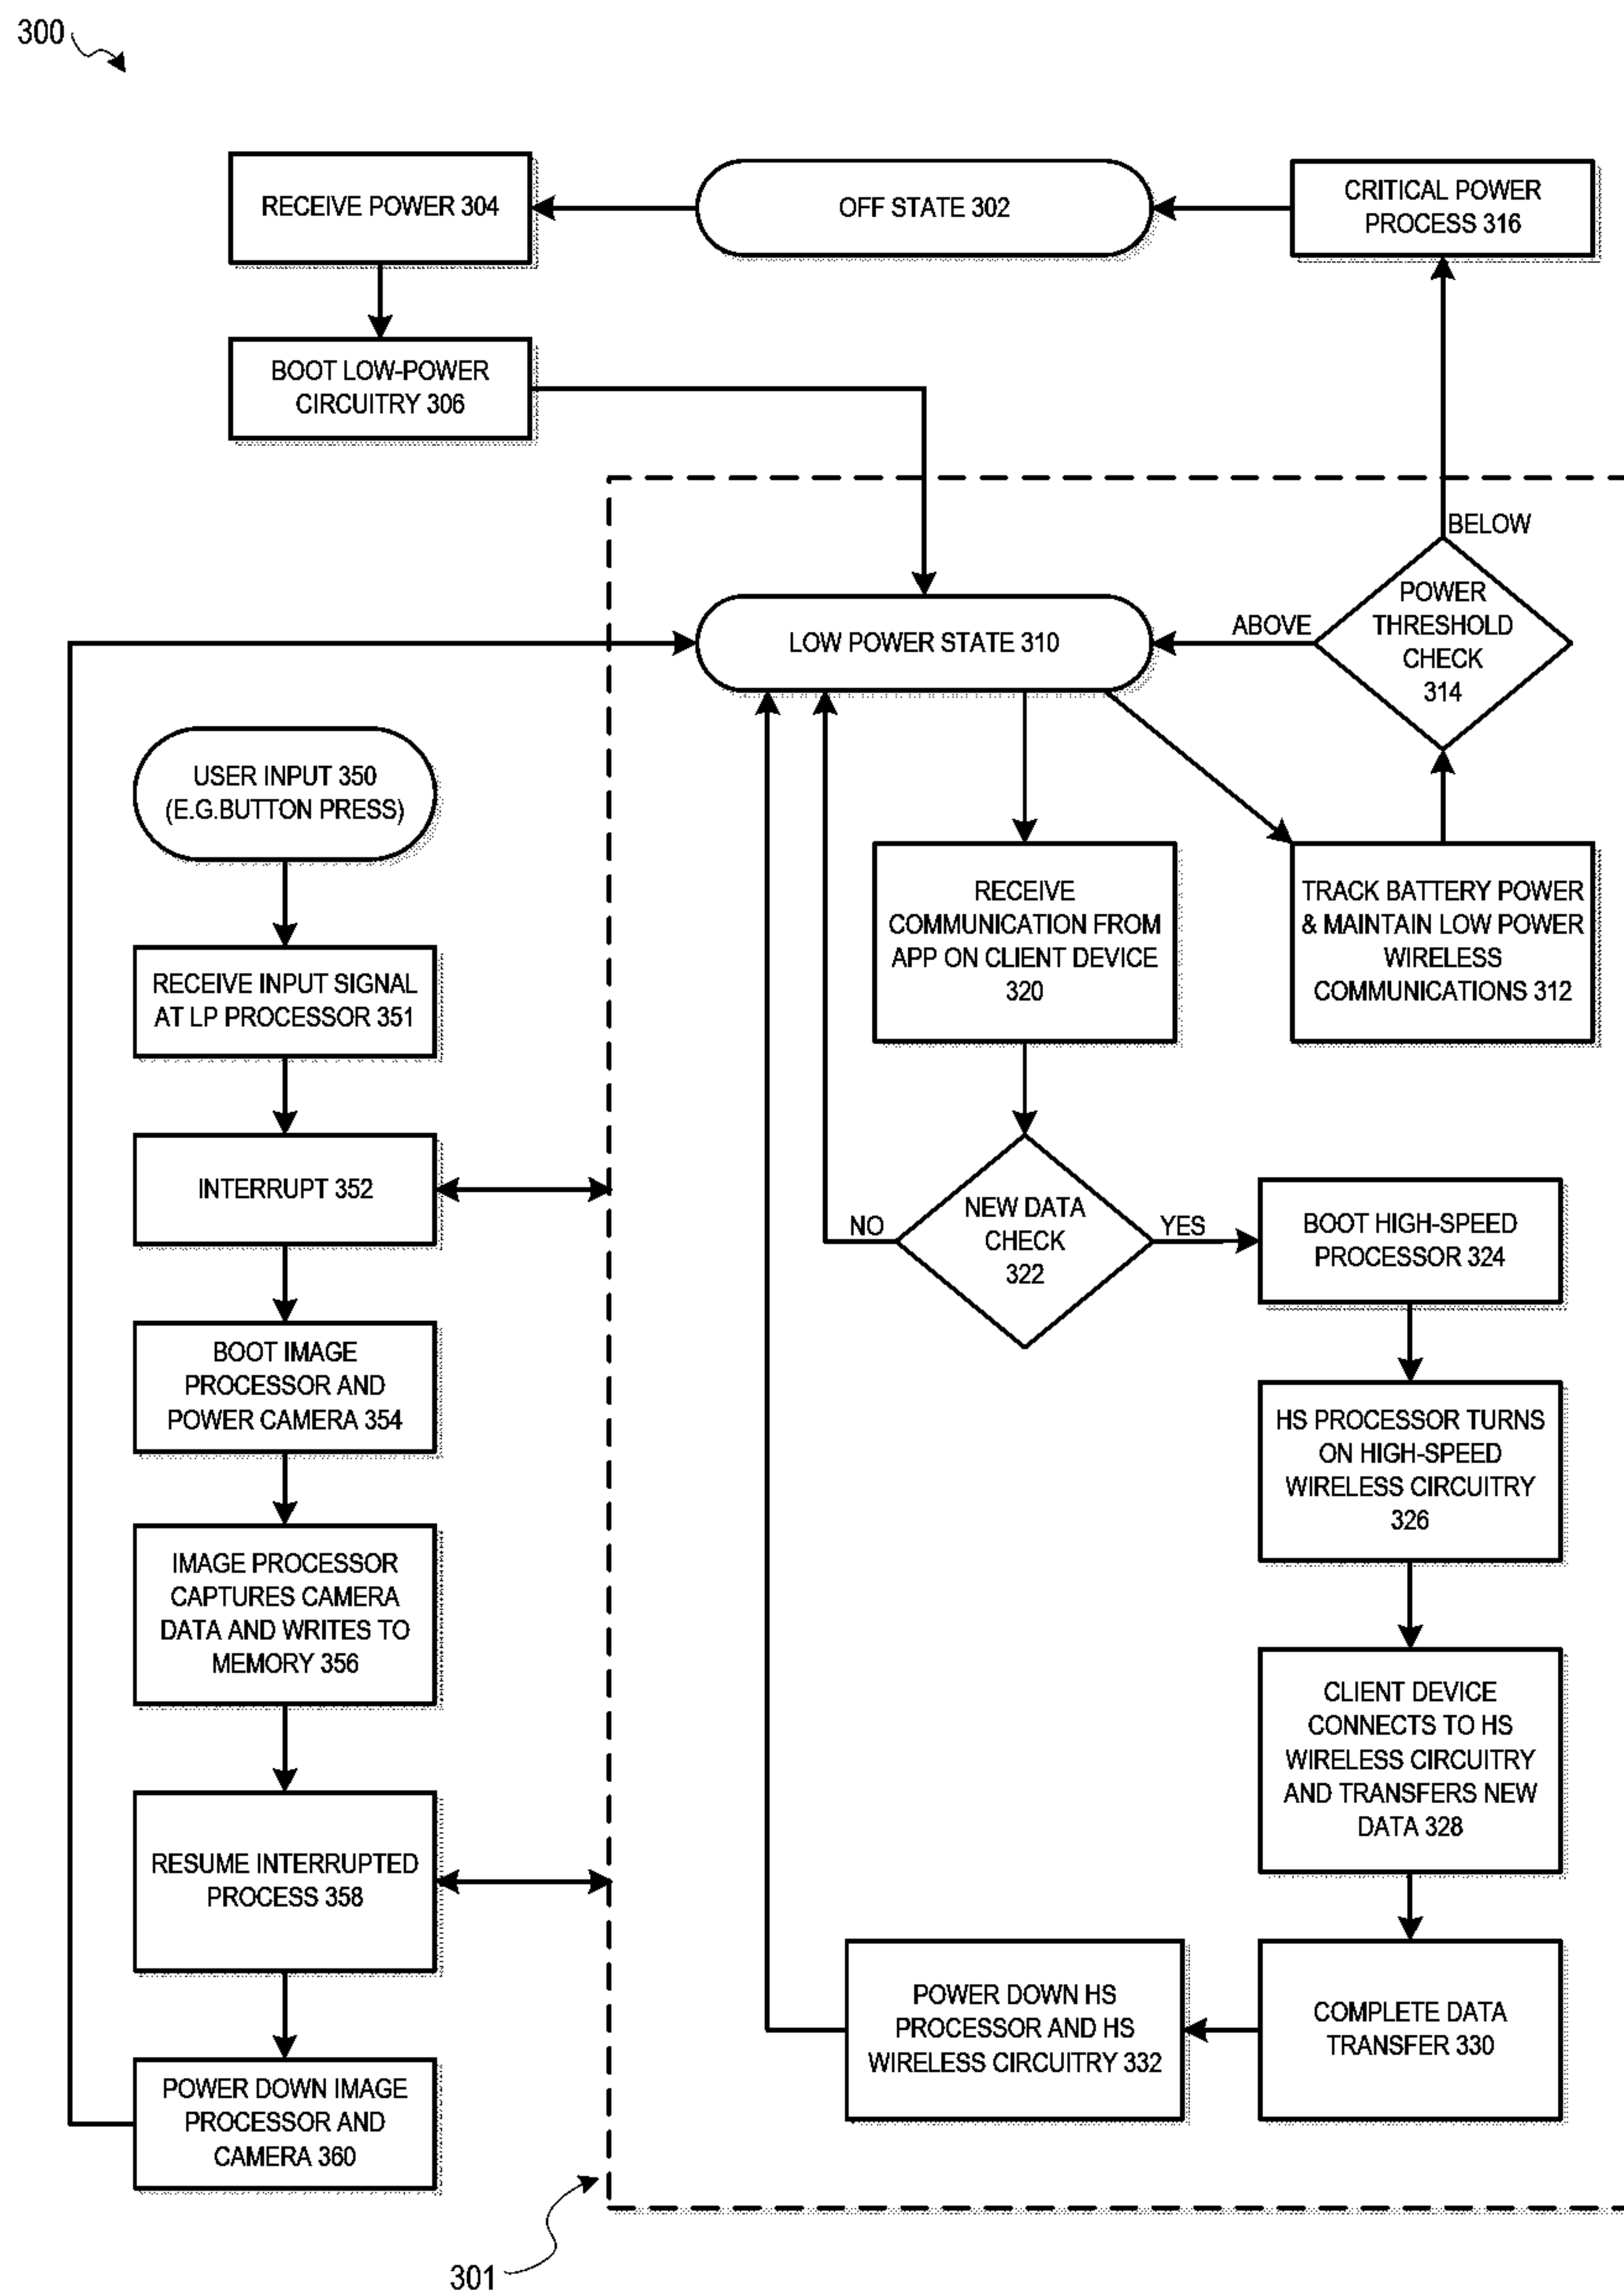 300
RECEIVE POWER 304
OFF STATE 302
CRITICAL POWER
PROCESS 316
BOOT LOW-POWER
CIRCUITRY 306
BELOW
POWER
THRESHOLD
CHECK
314
ABOVE
LOW POWER STATE 310
USER INPUT 350
(E.G.BUTTON PRESS)
RECEIVE
COMMUNICATION FROM
APP ON CLIENT DEVICE
320
TRACK BATTERY POWER
& MAINTAIN LOW POWER
WIRELESS
COMMUNICATIONS 312
RECEIVE INPUT SIGNAL
AT LP PROCESSOR 351
INTERRUPT 352
NO
NEW DATA
CHECK
322
YES
BOOT HIGH-SPEED
PROCESSOR 324
BOOT IMAGE
PROCESSOR AND
POWER CAMERA 354
HS PROCESSOR TURNS
ON HIGH-SPEED
WIRELESS CIRCUITRY
326
IMAGE PROCESSOR
CAPTURES CAMERA
DATA AND WRITES TO
MEMORY 356
CLIENT DEVICE
CONNECTS TO HS
WIRELESS CIRCUITRY
AND TRANSFERS NEW
DATA 328
RESUME INTERRUPTED
PROCESS 358
POWER DOWN HS
PROCESSOR AND HS
WIRELESS CIRCUITRY 332
COMPLETE DATA
TRANSFER 330
POWER DOWN IMAGE
PROCESSOR AND
CAMERA 360
301